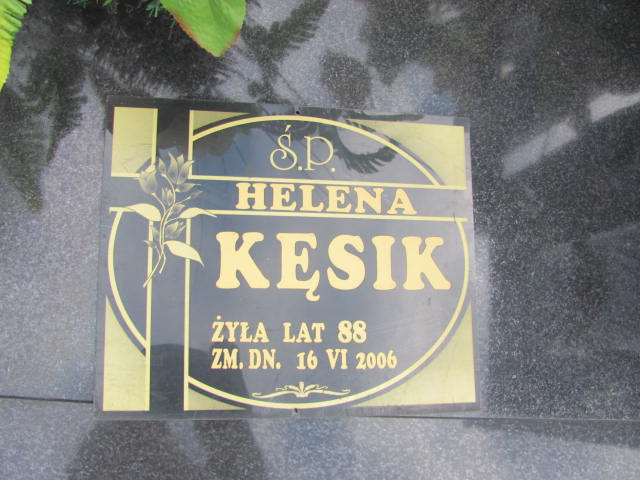 Ś.P.
HELENA
KĘSIK
ŻYŁA LAT 88
ZM. DN. 16 VI 2006